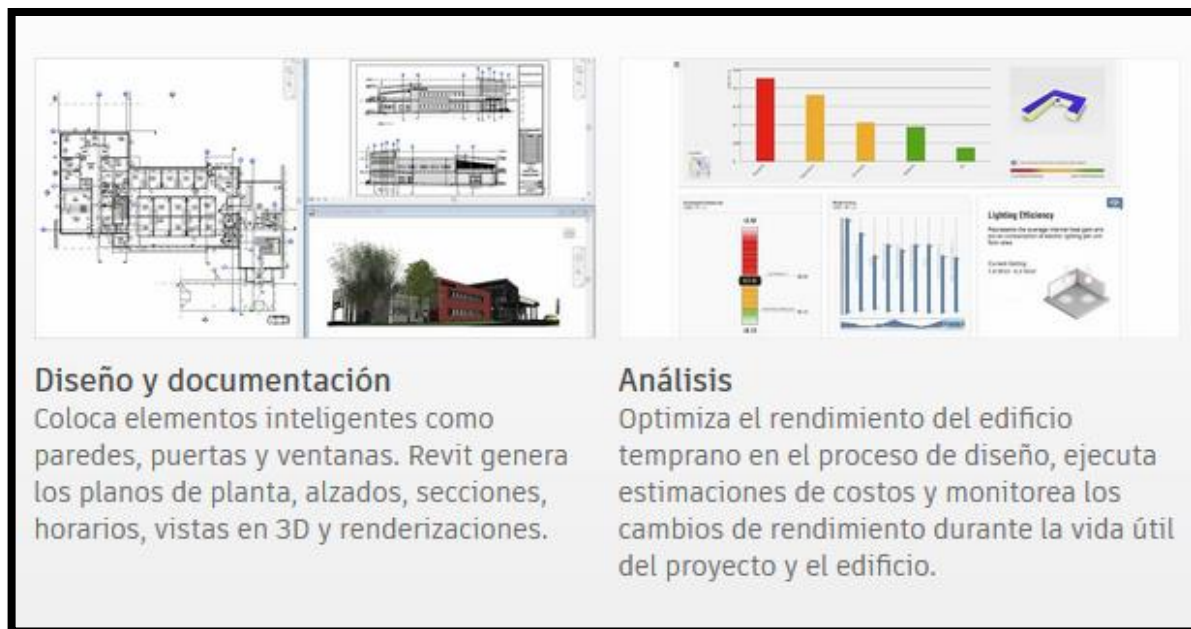 Diseño y documentación
Coloca elementos inteligentes como
paredes, puertas y ventanas. Revit genera
los planos de planta, alzados, secciones,
horarios, vistas en 3D y renderizaciones.
Lighting Efficiency
Análisis
Optimiza el rendimiento del edificio
temprano en el proceso de diseño, ejecuta
estimaciones de costos y monitorea los
cambios de rendimiento durante la vida útil
del proyecto y el edificio.